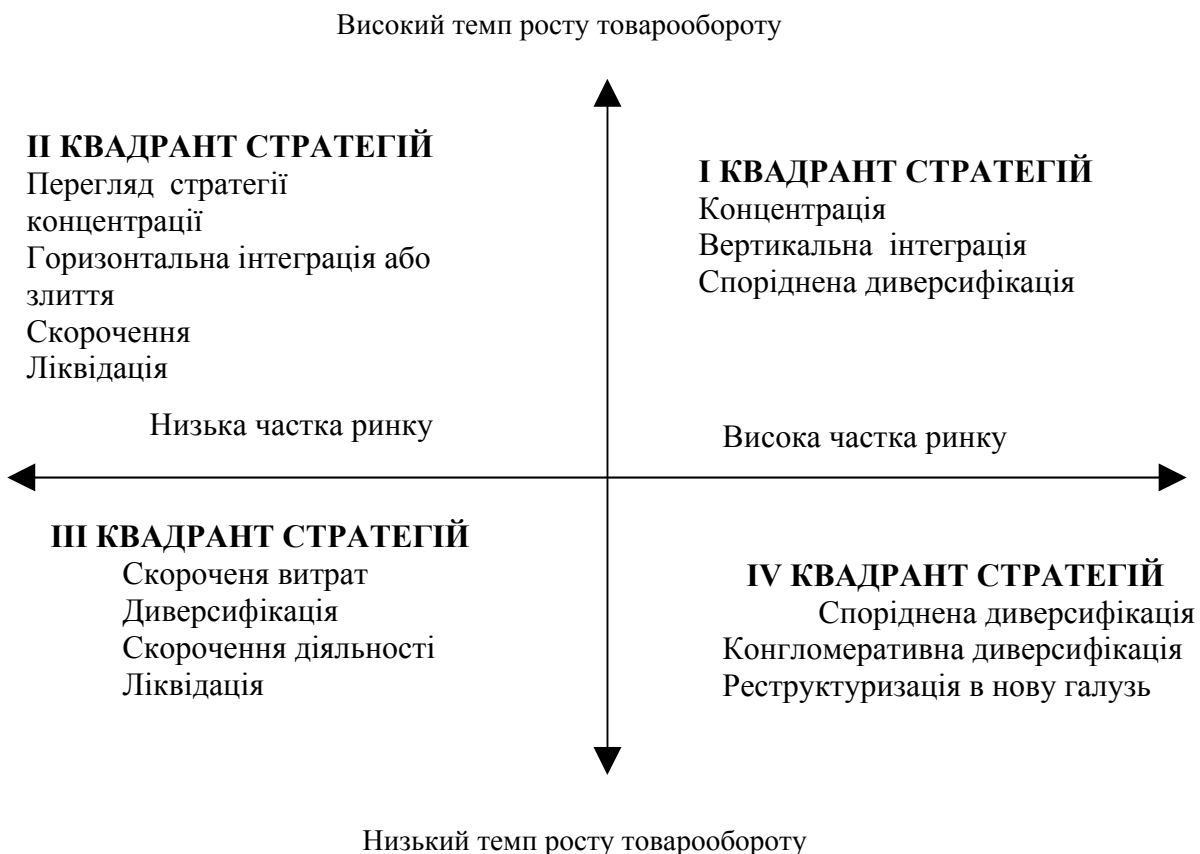 Високий темп росту товарообороту
II КВАДРАНТ СТРАТЕГІЙ
Перегляд стратегії
концентрації
Горизонтальна інтеграція або
злиття
Скорочення
Ліквідація
I КВАДРАНТ СТРАТЕГІЙ
Концентрація
Вертикальна інтеграція
Споріднена диверсифікація
Низька частка ринку
Висока частка ринку
III КВАДРАНТ СТРАТЕГІЙ
Скороченя витрат
Диверсифікація
Скорочення діяльності
Ліквідація
IV КВАДРАНТ СТРАТЕГІЙ
Споріднена диверсифікація
Конгломеративна диверсифікація
Реструктуризація в нову галузь
Низький темп росту товарообороту